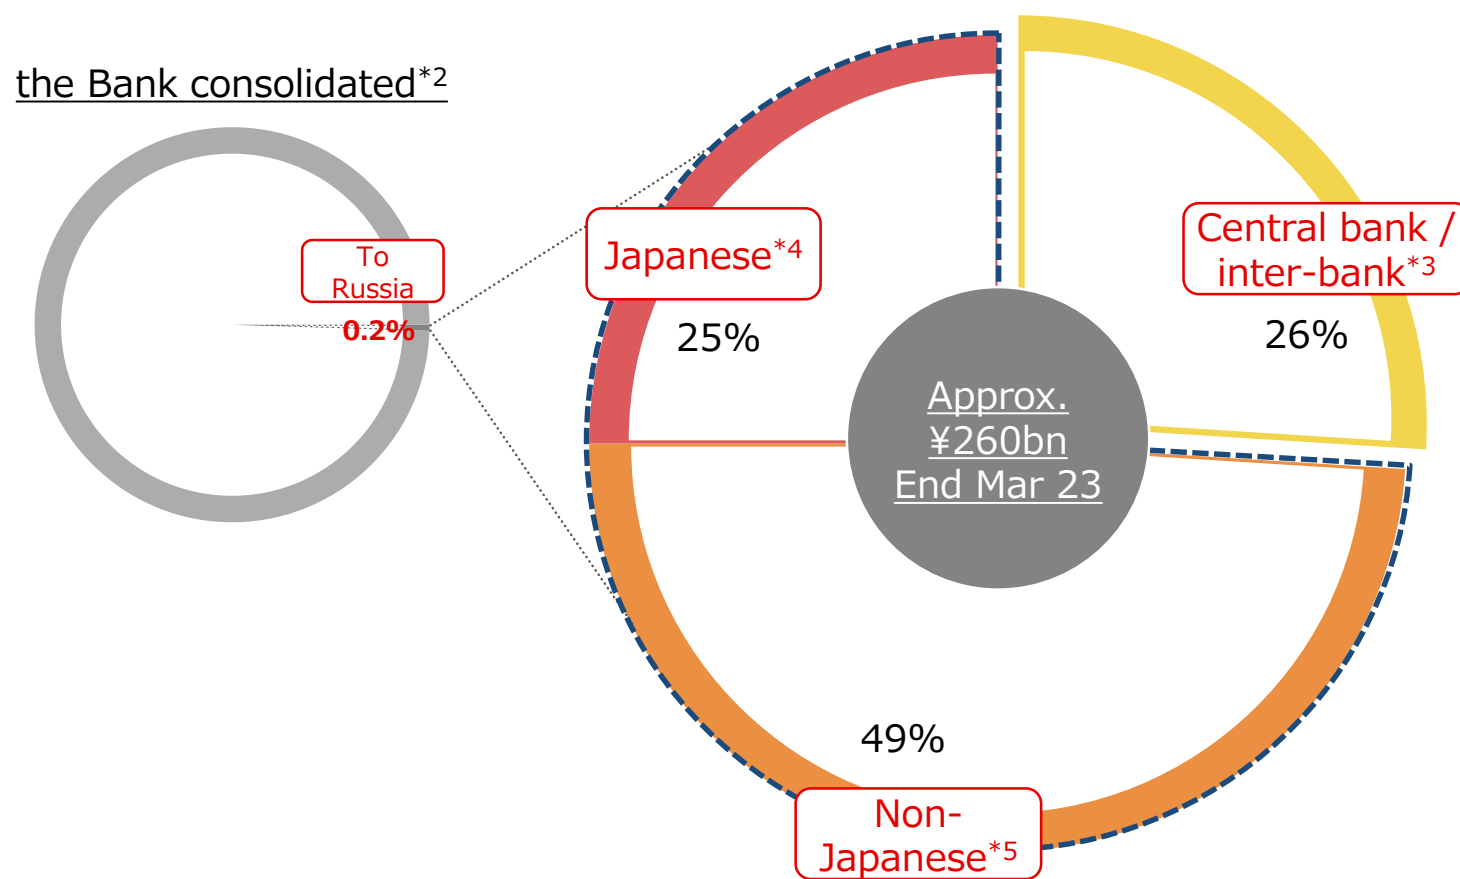 the Bank consolidated*2
To
Russia
0.2%
Japanese*4
25%
Central bank /
inter-bank*3
26%
Approx.
¥260bn
End Mar 23
49%
Non-
Japanese*5